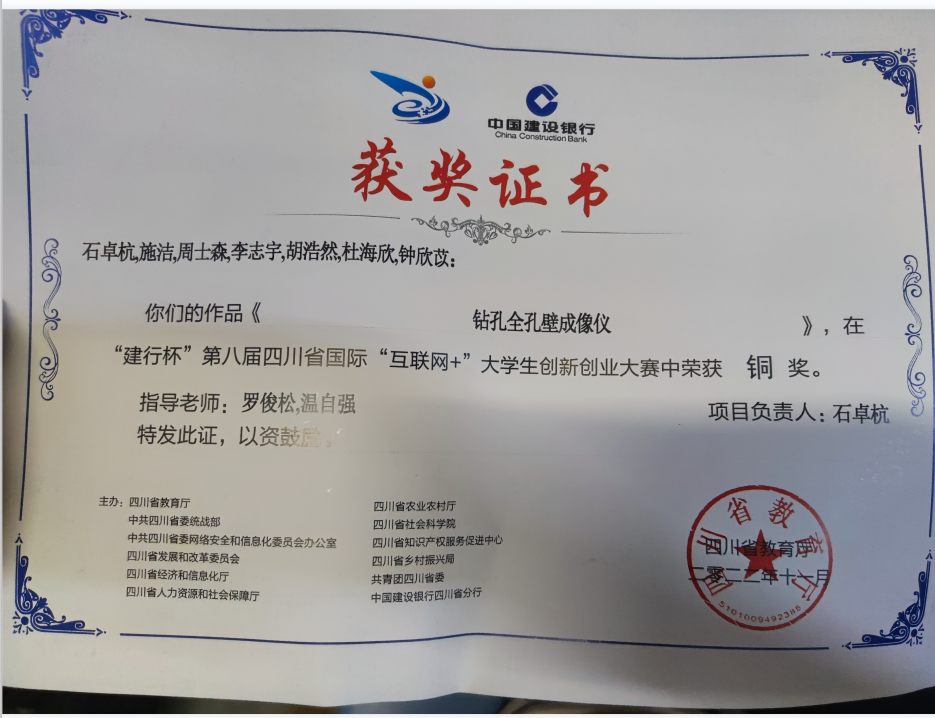 中国建设银行
China Construction Bank
获奖证书
石卓杭,施洁,周士森,李志宇,胡浩然,杜海欣,钟欣苡：
你们的作品《 钻孔全孔壁成像仪 》，在
“建行杯”第八届四川省国际“互联网+”大学生创新创业大赛中荣获 铜 奖。
指导老师：罗俊松,温自强
项目负责人：石卓杭
特发此证，以资鼓励。
主办：四川省教育厅
中共四川省委统战部
中共四川省委网络安全和信息化委员会办公室
四川省发展和改革委员会
四川省经济和信息化厅
四川省人力资源和社会保障厅
四川省农业农村厅
四川省社会科学院
四川省知识产权服务促进中心
四川省乡村振兴局
共青团四川省委
中国建设银行四川省分行
四川省教育厅
四川省教育厅
二零二二年十一月
5101009492386